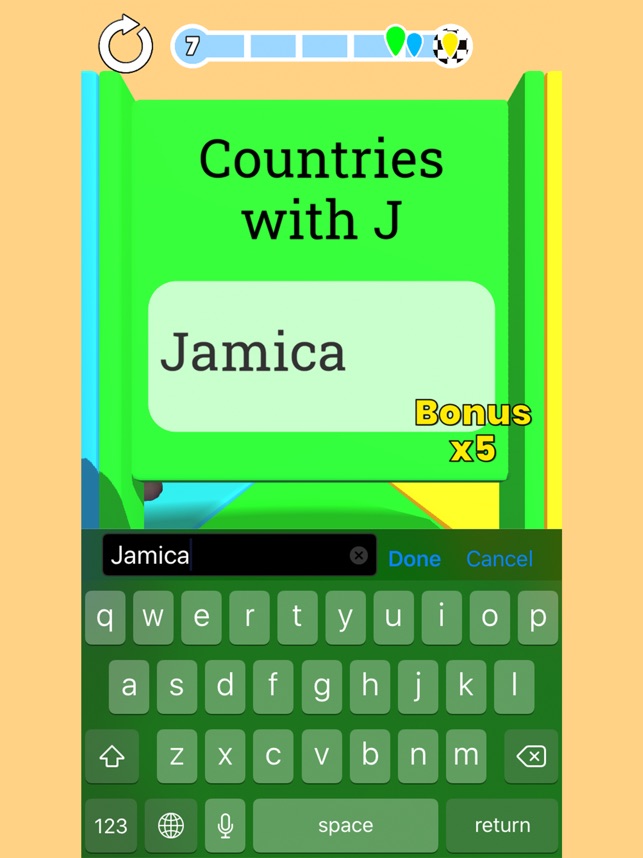 7
Countries
with J
Jamica
Bonus
x5
Jamica
Done Cancel
q w e r t y u i o p
a s d f g h j k l
z x c v b n m
123 space return